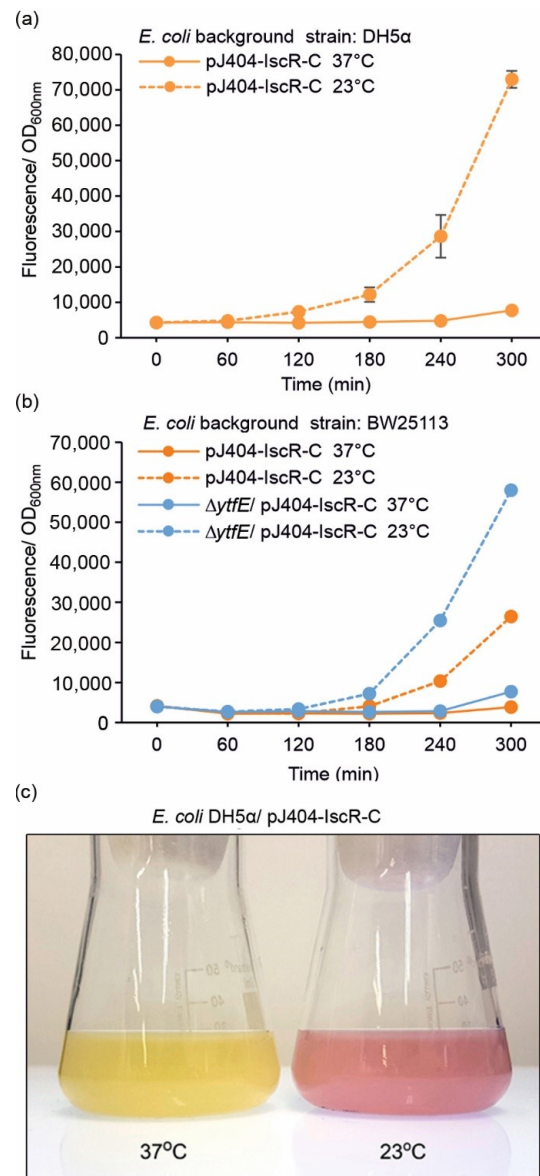 (a)
E. coli background strain: DH5α
pJ404-IscR-C 37°C
pJ404-IscR-C 23°C
Fluorescence/ OD600nm
80,000
70,000
60,000
50,000
40,000
30,000
20,000
10,000
0
0 60 120 180 240 300
Time (min)
(b)
E. coli background strain: BW25113
pJ404-IscR-C 37°C
pJ404-IscR-C 23°C
ΔytfE/ pJ404-IscR-C 37°C
ΔytfE/ pJ404-IscR-C 23°C
Fluorescence/ OD600nm
70,000
60,000
50,000
40,000
30,000
20,000
10,000
0
0 60 120 180 240 300
Time (min)
(c)
E. coli DH5α/ pJ404-IscR-C
50
40
50
40
37°C
23°C